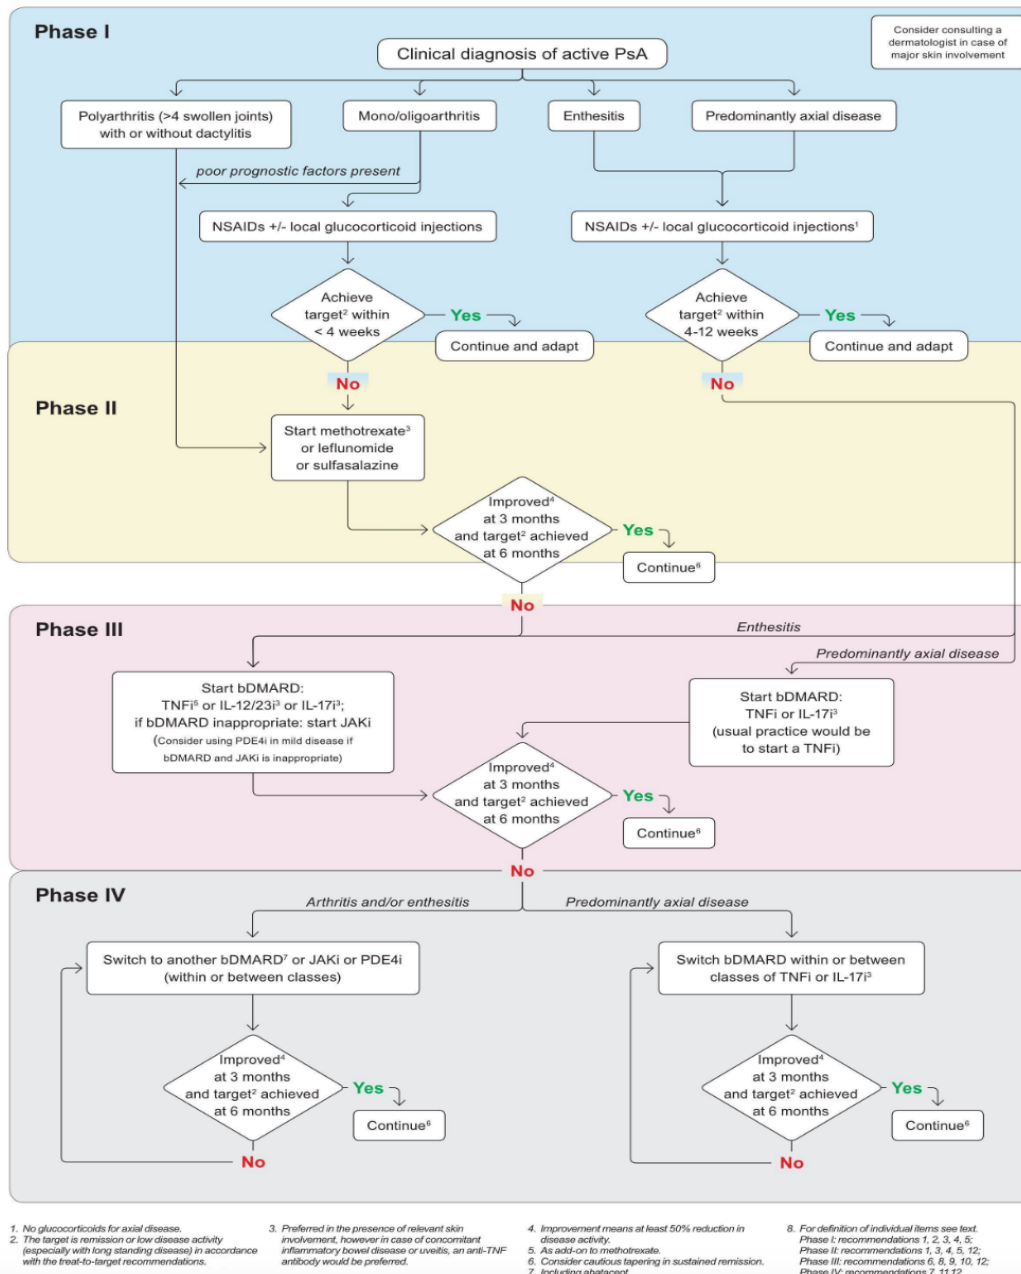 Phase I
Consider consulting a
dermatologist in case of
major skin involvement
Clinical diagnosis of active PsA
Polyarthritis (>4 swollen joints)
with or without dactylitis
Mono/oligoarthritis
Enthesitis
Predominantly axial disease
poor prognostic factors present
NSAIDs +/- local glucocorticoid injections
NSAIDs +/- local glucocorticoid injections¹
Achieve
target² within
< 4 weeks
Yes
Continue and adapt
Achieve
target² within
4-12 weeks
Yes
Continue and adapt
No
No
Phase II
Start methotrexate³
or leflunomide
or sulfasalazine
Improved⁴
at 3 months
and target² achieved
at 6 months
Yes
Continue⁶
No
Phase III
Enthesitis
Predominantly axial disease
Start bDMARD:
TNFi⁵ or IL-12/23i³ or IL-17i³;
if bDMARD inappropriate: start JAKi
(Consider using PDE4i in mild disease if
bDMARD and JAKi is inappropriate)
Start bDMARD:
TNFi or IL-17i³
(usual practice would be
to start a TNFi)
Improved⁴
at 3 months
and target² achieved
at 6 months
Yes
Continue⁶
No
Phase IV
Arthritis and/or enthesitis
Predominantly axial disease
Switch to another bDMARD⁷ or JAKi or PDE4i
(within or between classes)
Switch bDMARD within or between
classes of TNFi or IL-17i³
Improved⁴
at 3 months
and target² achieved
at 6 months
Yes
Continue⁶
No
Improved⁴
at 3 months
and target² achieved
at 6 months
Yes
Continue⁶
No
1. No glucocorticoids for axial disease.
2. The target is remission or low disease activity
(especially with long standing disease) in accordance
with the treat-to-target recommendations.
3. Preferred in the presence of relevant skin
involvement, however in case of concomitant
inflammatory bowel disease or uveitis, an anti-TNF
antibody would be preferred.
4. Improvement means at least 50% reduction in
disease activity.
5. As add-on to methotrexate.
6. Consider cautious tapering in sustained remission.
7. Including abatacept
8. For definition of individual items see text.
Phase I: recommendations 1, 2, 3, 4, 5;
Phase II: recommendations 1, 3, 4, 5, 12;
Phase III: recommendations 6, 8, 9, 10, 12;
Phase IV: recommendations 7, 11, 12